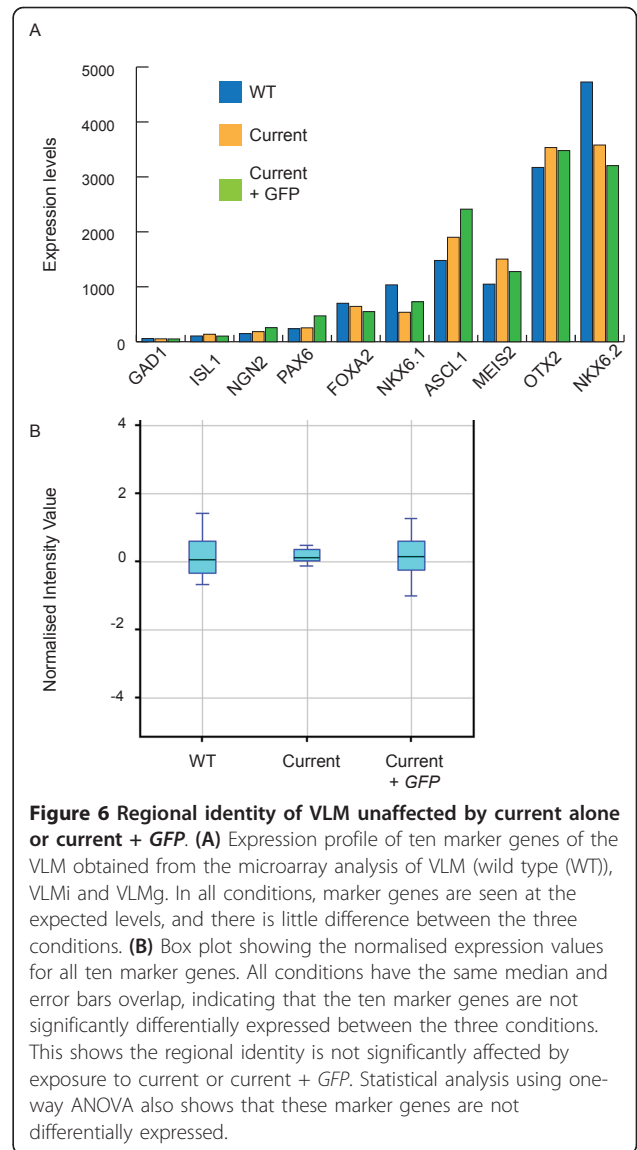 A
5000
4000
3000
2000
1000
0
Expression levels
WT
Current
Current
+ GFP
GAD1
ISL1
NGN2
PAX6
FOXA2
NKX6.1
ASCL1
MEIS2
OTX2
NKX6.2
B
4
2
0
-2
-4
Normalised Intensity Value
WT
Current
Current
+ GFP
Figure 6 Regional identity of VLM unaffected by current alone
or current + GFP. (A) Expression profile of ten marker genes of the
VLM obtained from the microarray analysis of VLM (wild type (WT)),
VLMi and VLMg. In all conditions, marker genes are seen at the
expected levels, and there is little difference between the three
conditions. (B) Box plot showing the normalised expression values
for all ten marker genes. All conditions have the same median and
error bars overlap, indicating that the ten marker genes are not
significantly differentially expressed between the three conditions.
This shows the regional identity is not significantly affected by
exposure to current or current + GFP. Statistical analysis using one-
way ANOVA also shows that these marker genes are not
differentially expressed.